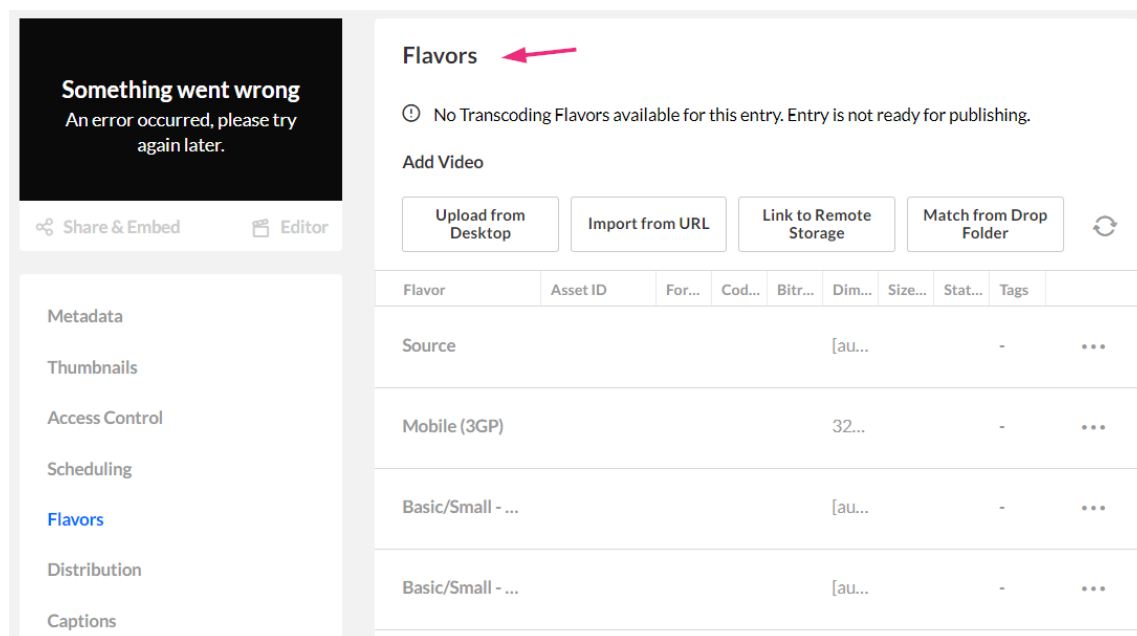 Something went wrong
An error occurred, please try
again later.
Share & Embed
Editor
Metadata
Thumbnails
Access Control
Scheduling
Flavors
Distribution
Captions
Flavors
No Transcoding Flavors available for this entry. Entry is not ready for publishing.
Add Video
Upload from
Desktop
Import from URL
Link to Remote
Storage
Match from Drop
Folder
Flavor Asset ID For... Cod... Bitr... Dim... Size... Stat... Tags
Source [au... -
Mobile (3GP) 32... -
Basic/Small - ... [au... -
Basic/Small - ... [au... -